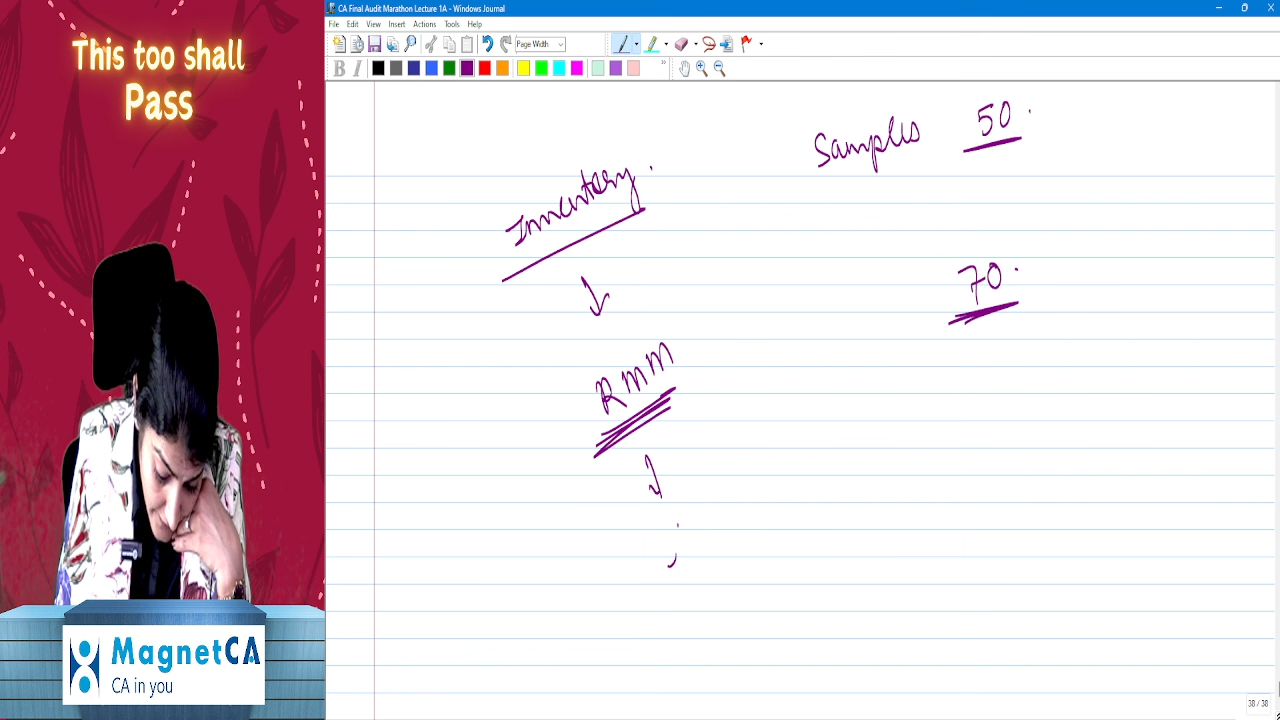 CA Final Audit Marathon Lecture 1A - Windows Journal
File Edit View Insert Actions Tools Help
Page Width
B I
This too shall
Pass
Samples 50.
Inventory.
70.
RMM
MagnetCA
CA in you
38 / 38